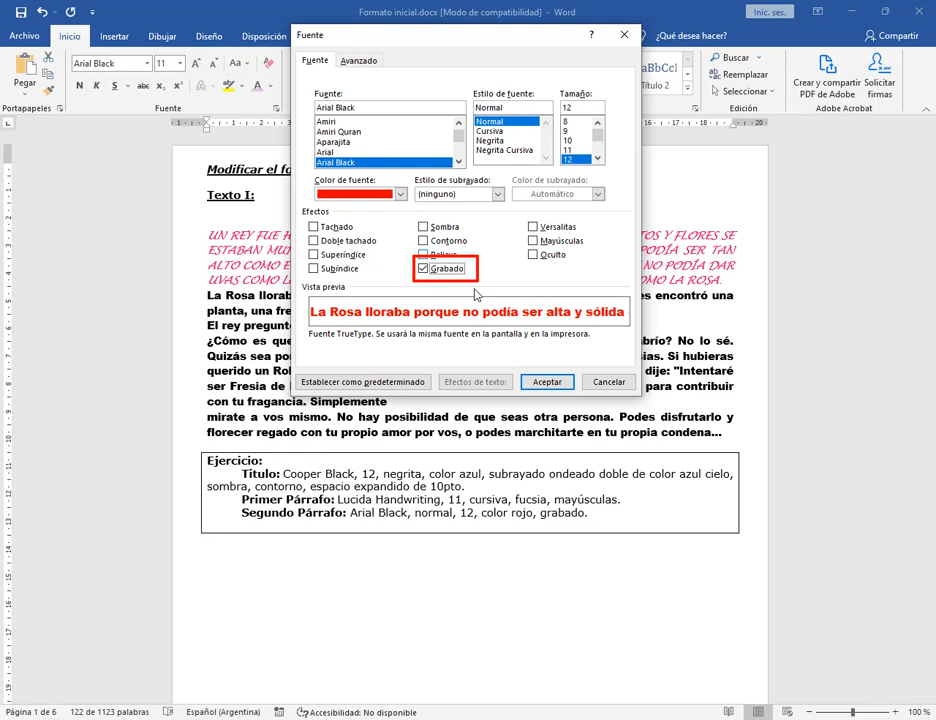 Formato inicial.docx [Modo de compatibilidad] - Word
Inic. ses.
Archivo Inicio Insertar Dibujar Diseño Disposición
¿Qué desea hacer? Compartir
Arial Black 11
Pegar
N K S abc x₂ x²
Portapapeles Fuente
Título 2
Buscar
Reemplazar
Seleccionar
Edición
Crear y compartir PDF de Adobe
Solicitar firmas
Adobe Acrobat
Fuente
Fuente Avanzado
Fuente: Estilo de fuente: Tamaño:
Arial Black Normal 12
Amiri
Amiri Quran
Aparajita
Arial
Arial Black
Normal
Cursiva
Negrita
Negrita Cursiva
8
9
10
11
12
Color de fuente: Estilo de subrayado: Color de subrayado:
(ninguno) Automático
Efectos
Tachado Sombra Versalitas
Doble tachado Contorno Mayúsculas
Superíndice Relieve Oculto
Subíndice Grabado
Vista previa
La Rosa lloraba porque no podía ser alta y sólida
Fuente TrueType. Se usará la misma fuente en la pantalla y en la impresora.
Establecer como predeterminado Efectos de texto: Aceptar Cancelar
Modificar el fo
Texto I:
UN REY FUE H TOS Y FLORES SE
ESTABAN MU PODÍA SER TAN
ALTO COMO E NO PODÍA DAR
UVAS COMO L OMO LA ROSA.
La Rosa llorab es encontró una
planta, una fre
El rey pregunt
¿Cómo es que brío? No lo sé.
Quizás sea po sias. Si hubieras
querido un Rob dije: "Intentaré
ser Fresia de para contribuir
con tu fragancia. Simplemente
mirate a vos mismo. No hay posibilidad de que seas otra persona. Podes disfrutarlo y
florecer regado con tu propio amor por vos, o podes marchitarte en tu propia condena...
Ejercicio:
Titulo: Cooper Black, 12, negrita, color azul, subrayado ondeado doble de color azul cielo,
sombra, contorno, espacio expandido de 10pto.
Primer Párrafo: Lucida Handwriting, 11, cursiva, fucsia, mayúsculas.
Segundo Párrafo: Arial Black, normal, 12, color rojo, grabado.
Página 1 de 6 122 de 1123 palabras Español (Argentina) Accesibilidad: No disponible 100 %